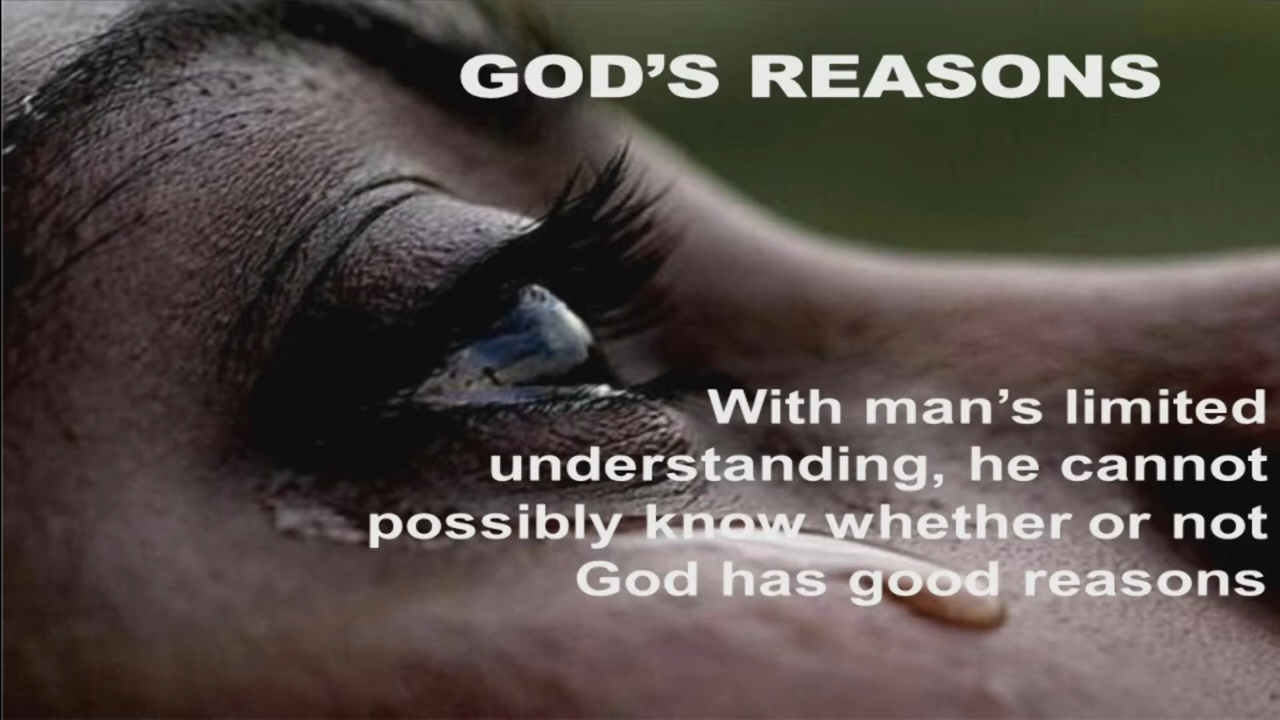 GOD’S REASONS
With man’s limited
understanding, he cannot
possibly know whether or not
God has good reasons